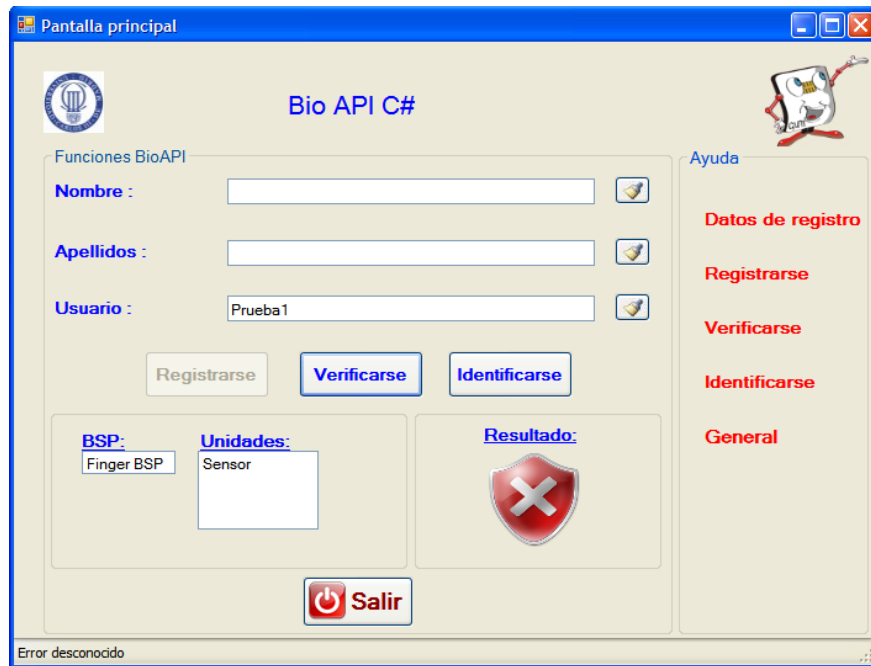 Pantalla principal
Bio API C#
Funciones BioAPI
Nombre :
Apellidos :
Usuario :
Prueba1
Registrarse
Verificarse
Identificarse
BSP:
Finger BSP
Unidades:
Sensor
Resultado:
Salir
Ayuda
Datos de registro
Registrarse
Verificarse
Identificarse
General
Error desconocido